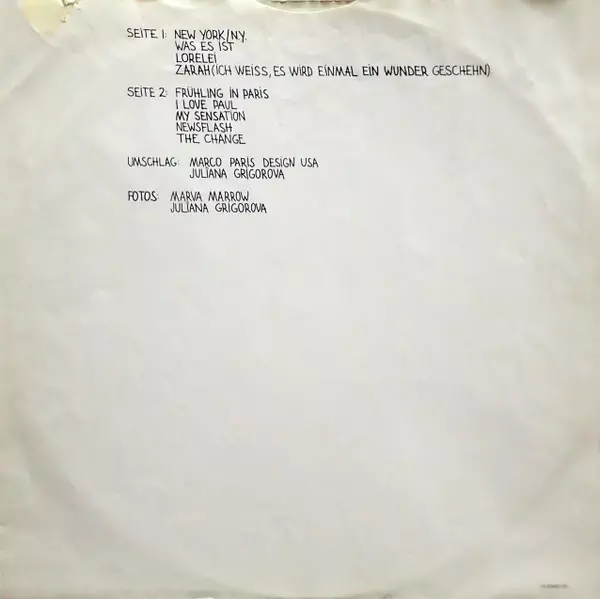 SEITE 1: NEW YORK/N.Y.
WAS ES IST
LORELEI
ZARAH (ICH WEISS, ES WIRD EINMAL EIN WUNDER GESCHEHN)
SEITE 2: FRÜHLING IN PARIS
I LOVE PAUL
MY SENSATION
NEWSFLASH
THE CHANGE
UMSCHLAG: MARCO PARIS DESIGN USA
JULIANA GRIGOROVA
FOTOS: MARVA MARROW
JULIANA GRIGOROVA